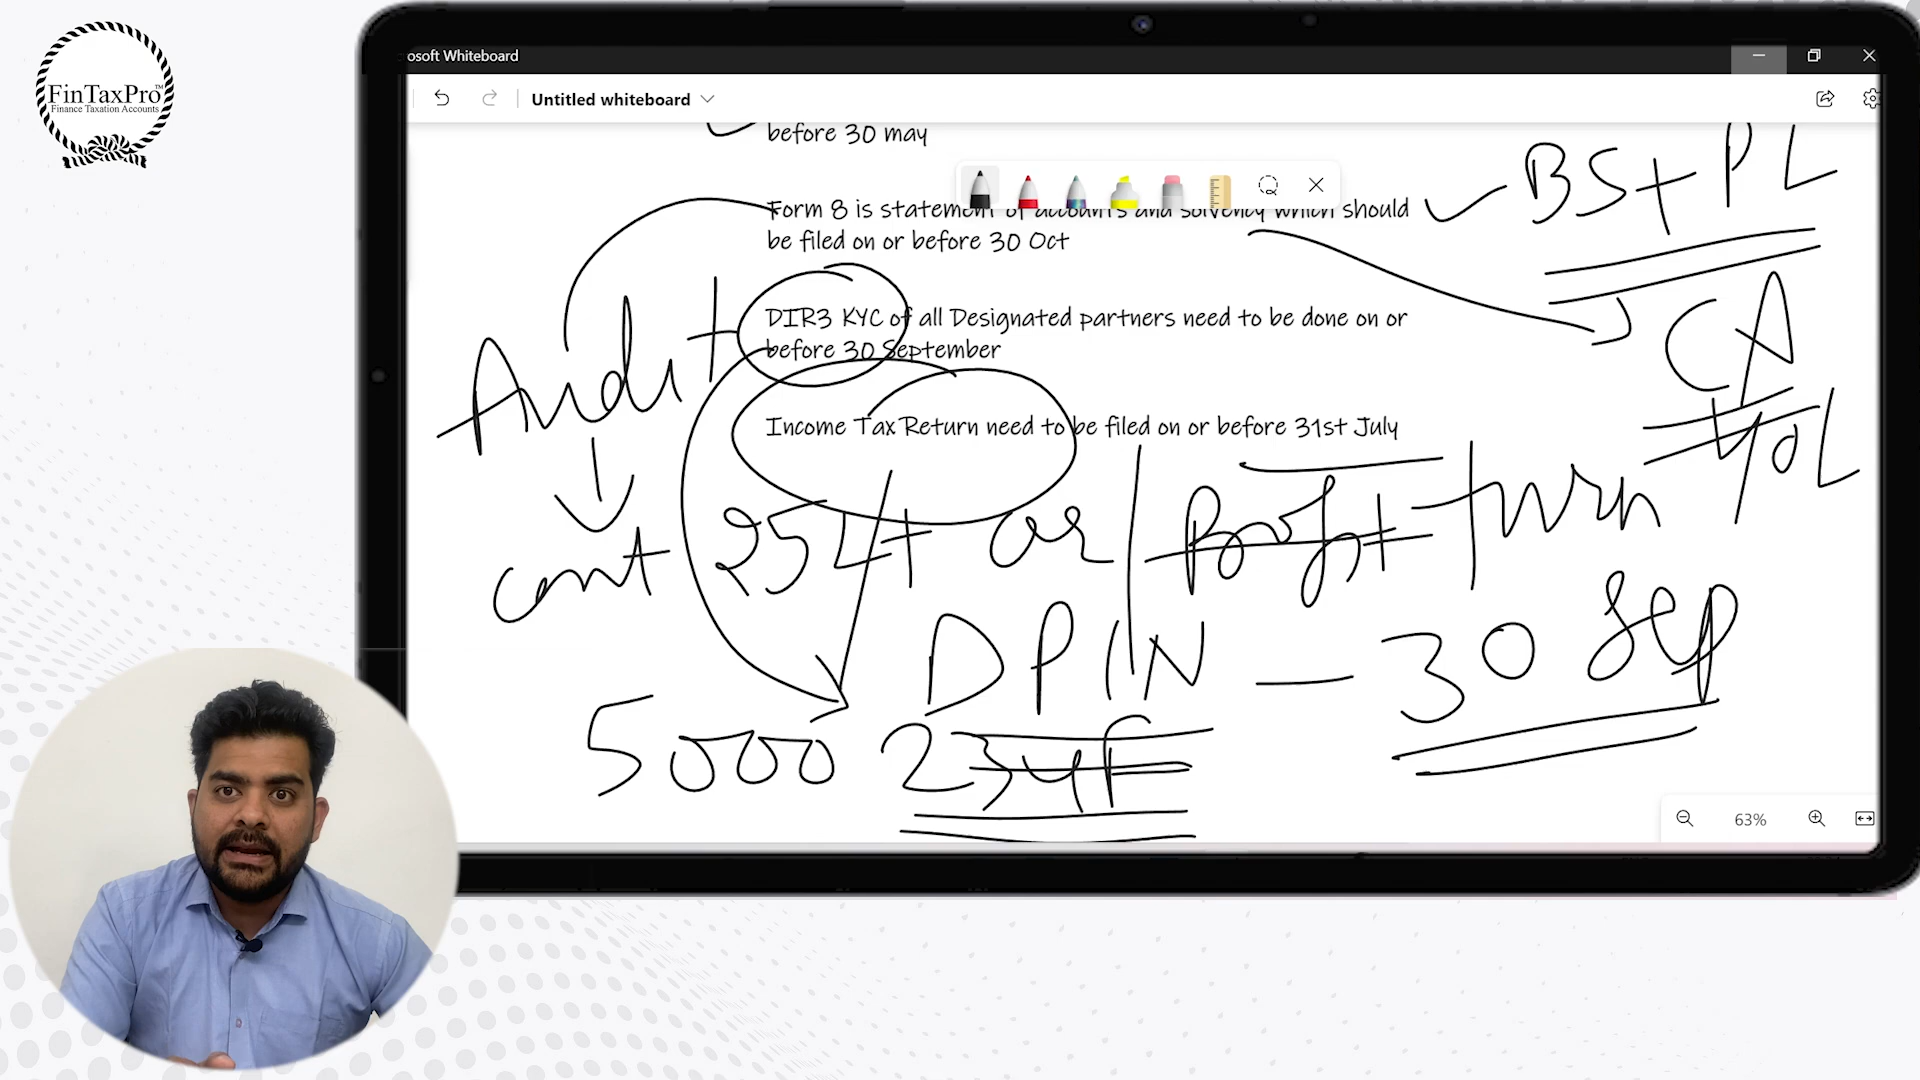 FinTaxPro™
Finance Taxation Accounts
osoft Whiteboard
Untitled whiteboard
before 30 may
Form 8 is statement of accounts and solvency which should
be filed on or before 30 Oct
BS + PL
DIR3 KYC of all Designated partners need to be done on or
before 30 September
CA
Audit
Income Tax Return need to be filed on or before 31st July
40L
cont 25L+ or Profit turn
DPIN - 30 Sep
5000
63%